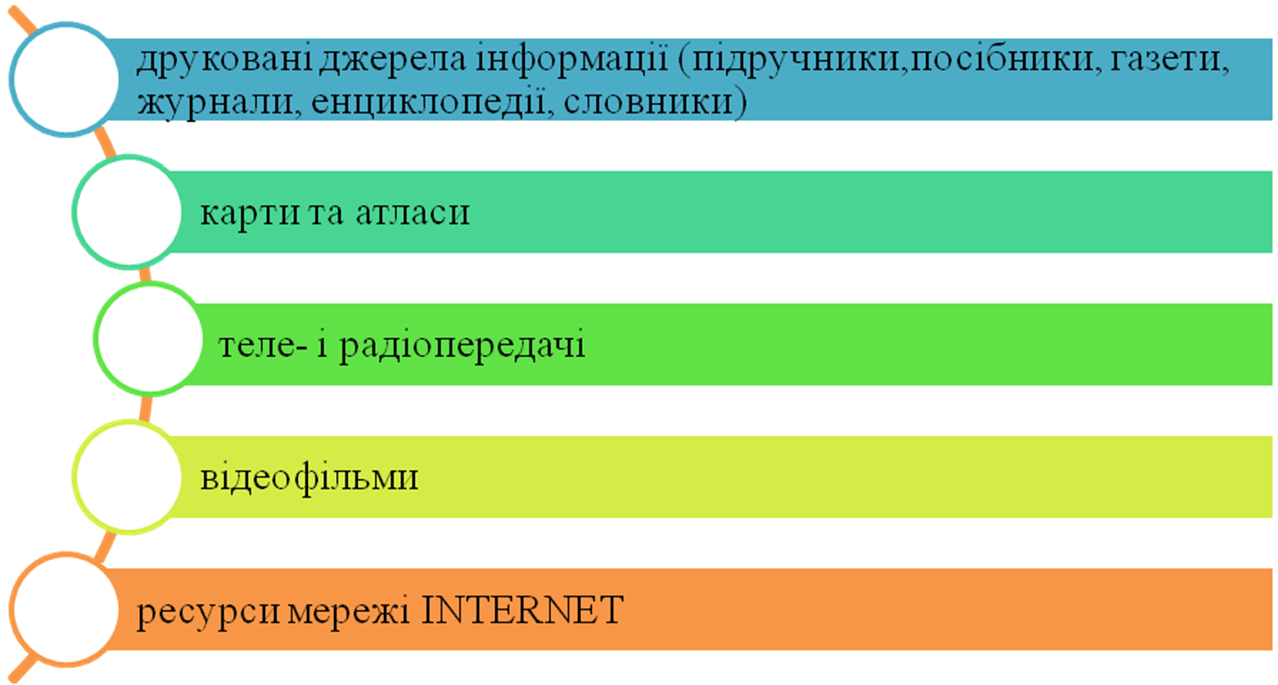 друковані джерела інформації (підручники,посібники, газети,
журнали, енциклопедії, словники)
карти та атласи
теле- і радіопередачі
відеофільми
ресурси мережі INTERNET